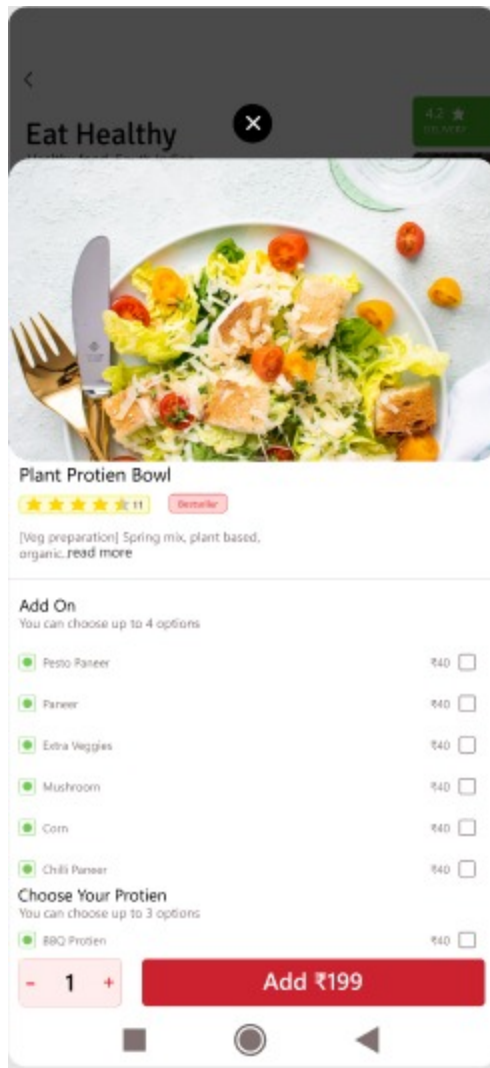 Eat Healthy
4.2
DELIVERY
Plant Protien Bowl
11
Bestseller
[Veg preparation] Spring mix, plant based,
organic..read more
Add On
You can choose up to 4 options
Pesto Paneer ₹40
Paneer ₹40
Extra Veggies ₹40
Mushroom ₹40
Corn ₹40
Chilli Paneer ₹40
Choose Your Protien
You can choose up to 3 options
BBQ Protien ₹40
- 1 +
Add ₹199